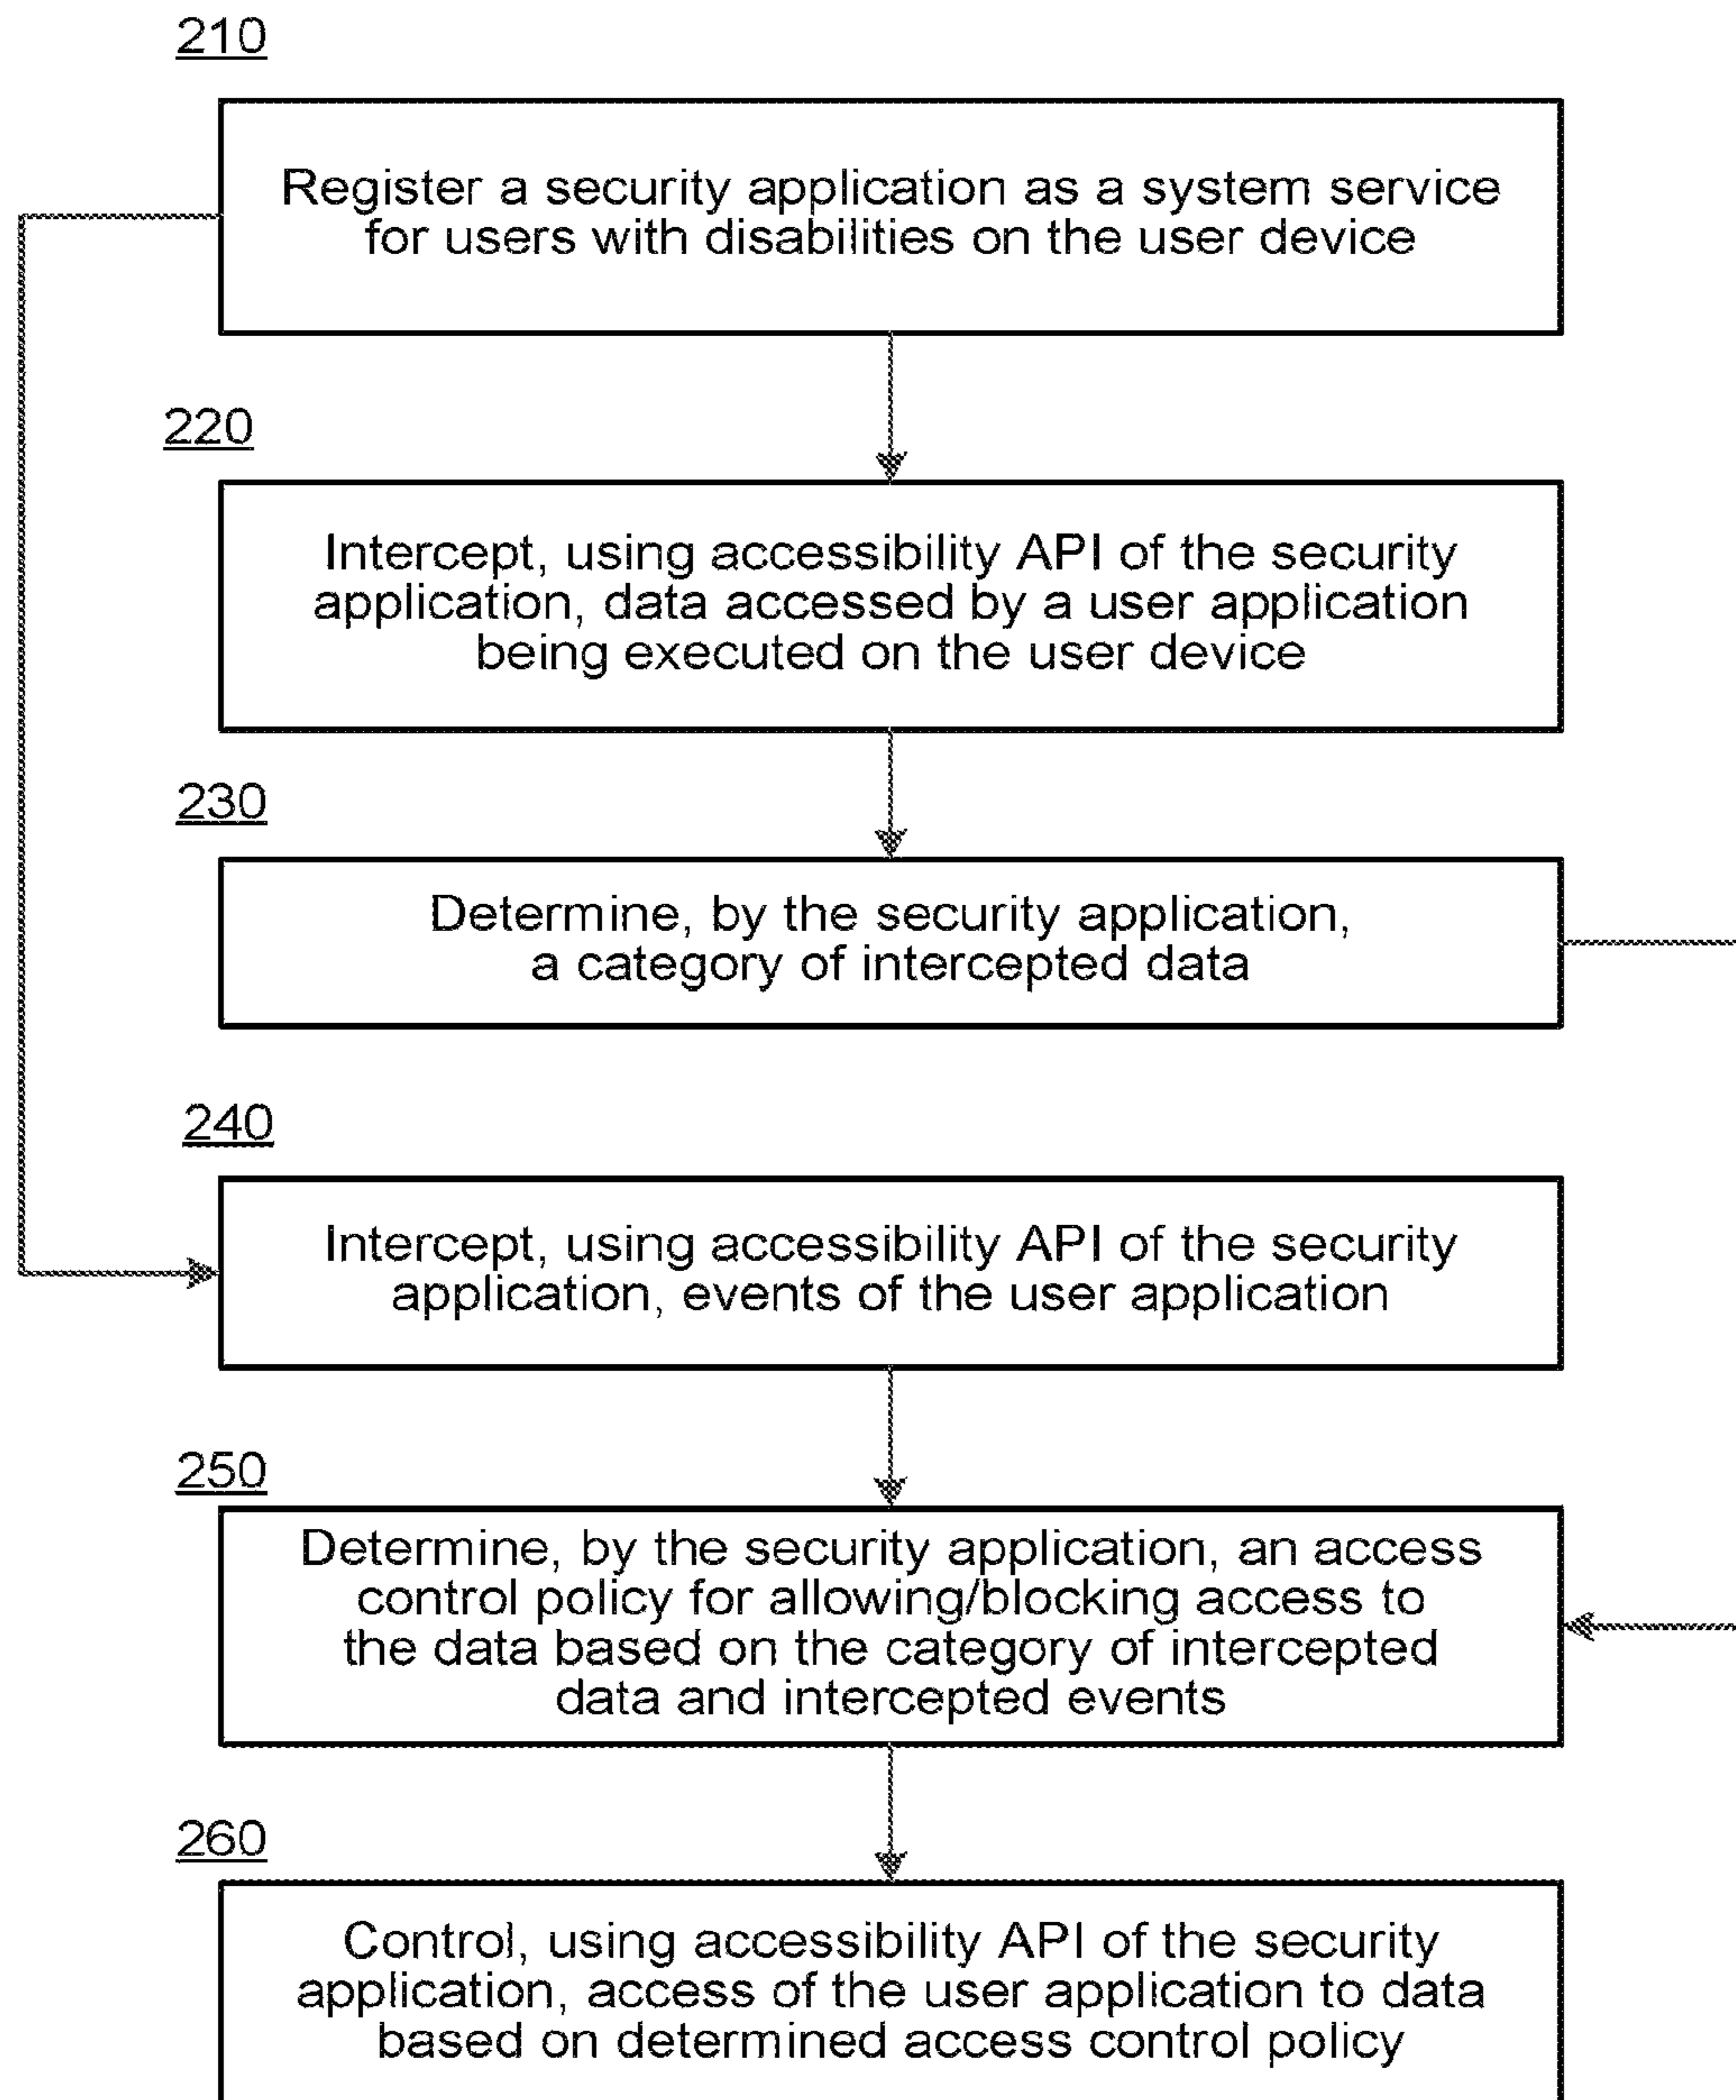 210
Register a security application as a system service
for users with disabilities on the user device
220
Intercept, using accessibility API of the security
application, data accessed by a user application
being executed on the user device
230
Determine, by the security application,
a category of intercepted data
240
Intercept, using accessibility API of the security
application, events of the user application
250
Determine, by the security application, an access
control policy for allowing/blocking access to
the data based on the category of intercepted
data and intercepted events
260
Control, using accessibility API of the security
application, access of the user application to data
based on determined access control policy